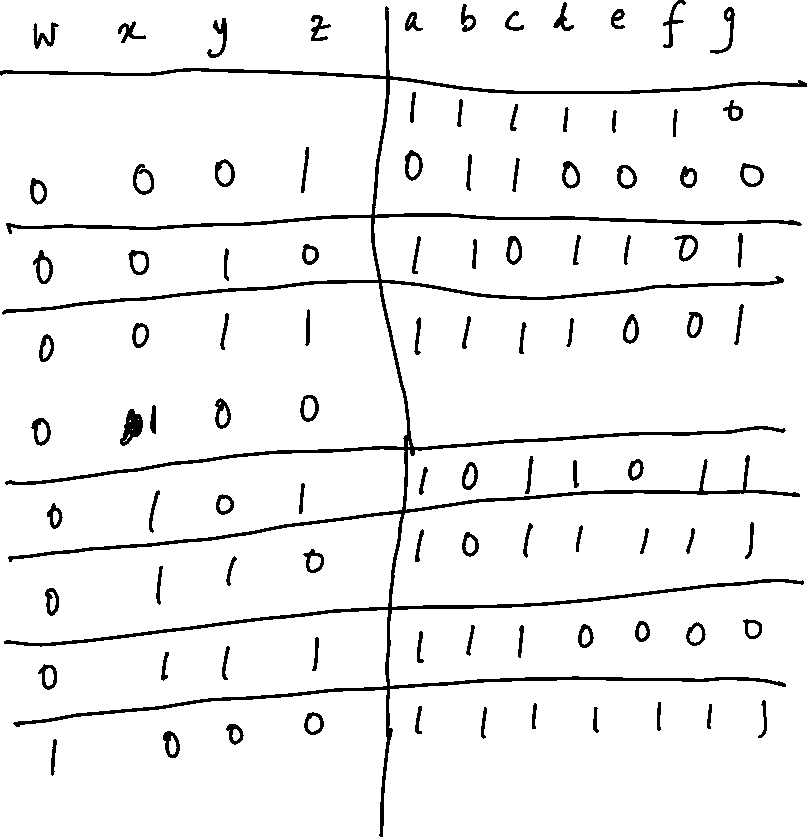 w x y z a b c d e f g
1 1 1 1 1 1 0
0 0 0 1 0 1 1 0 0 0 0
0 0 1 0 1 1 0 1 1 0 1
0 0 1 1 1 1 1 1 0 0 1
0 1 0 0
0 1 0 1 1 0 1 1 0 1 1
0 1 1 0 1 0 1 1 1 1 1
0 1 1 1 1 1 1 0 0 0 0
1 0 0 0 1 1 1 1 1 1 1